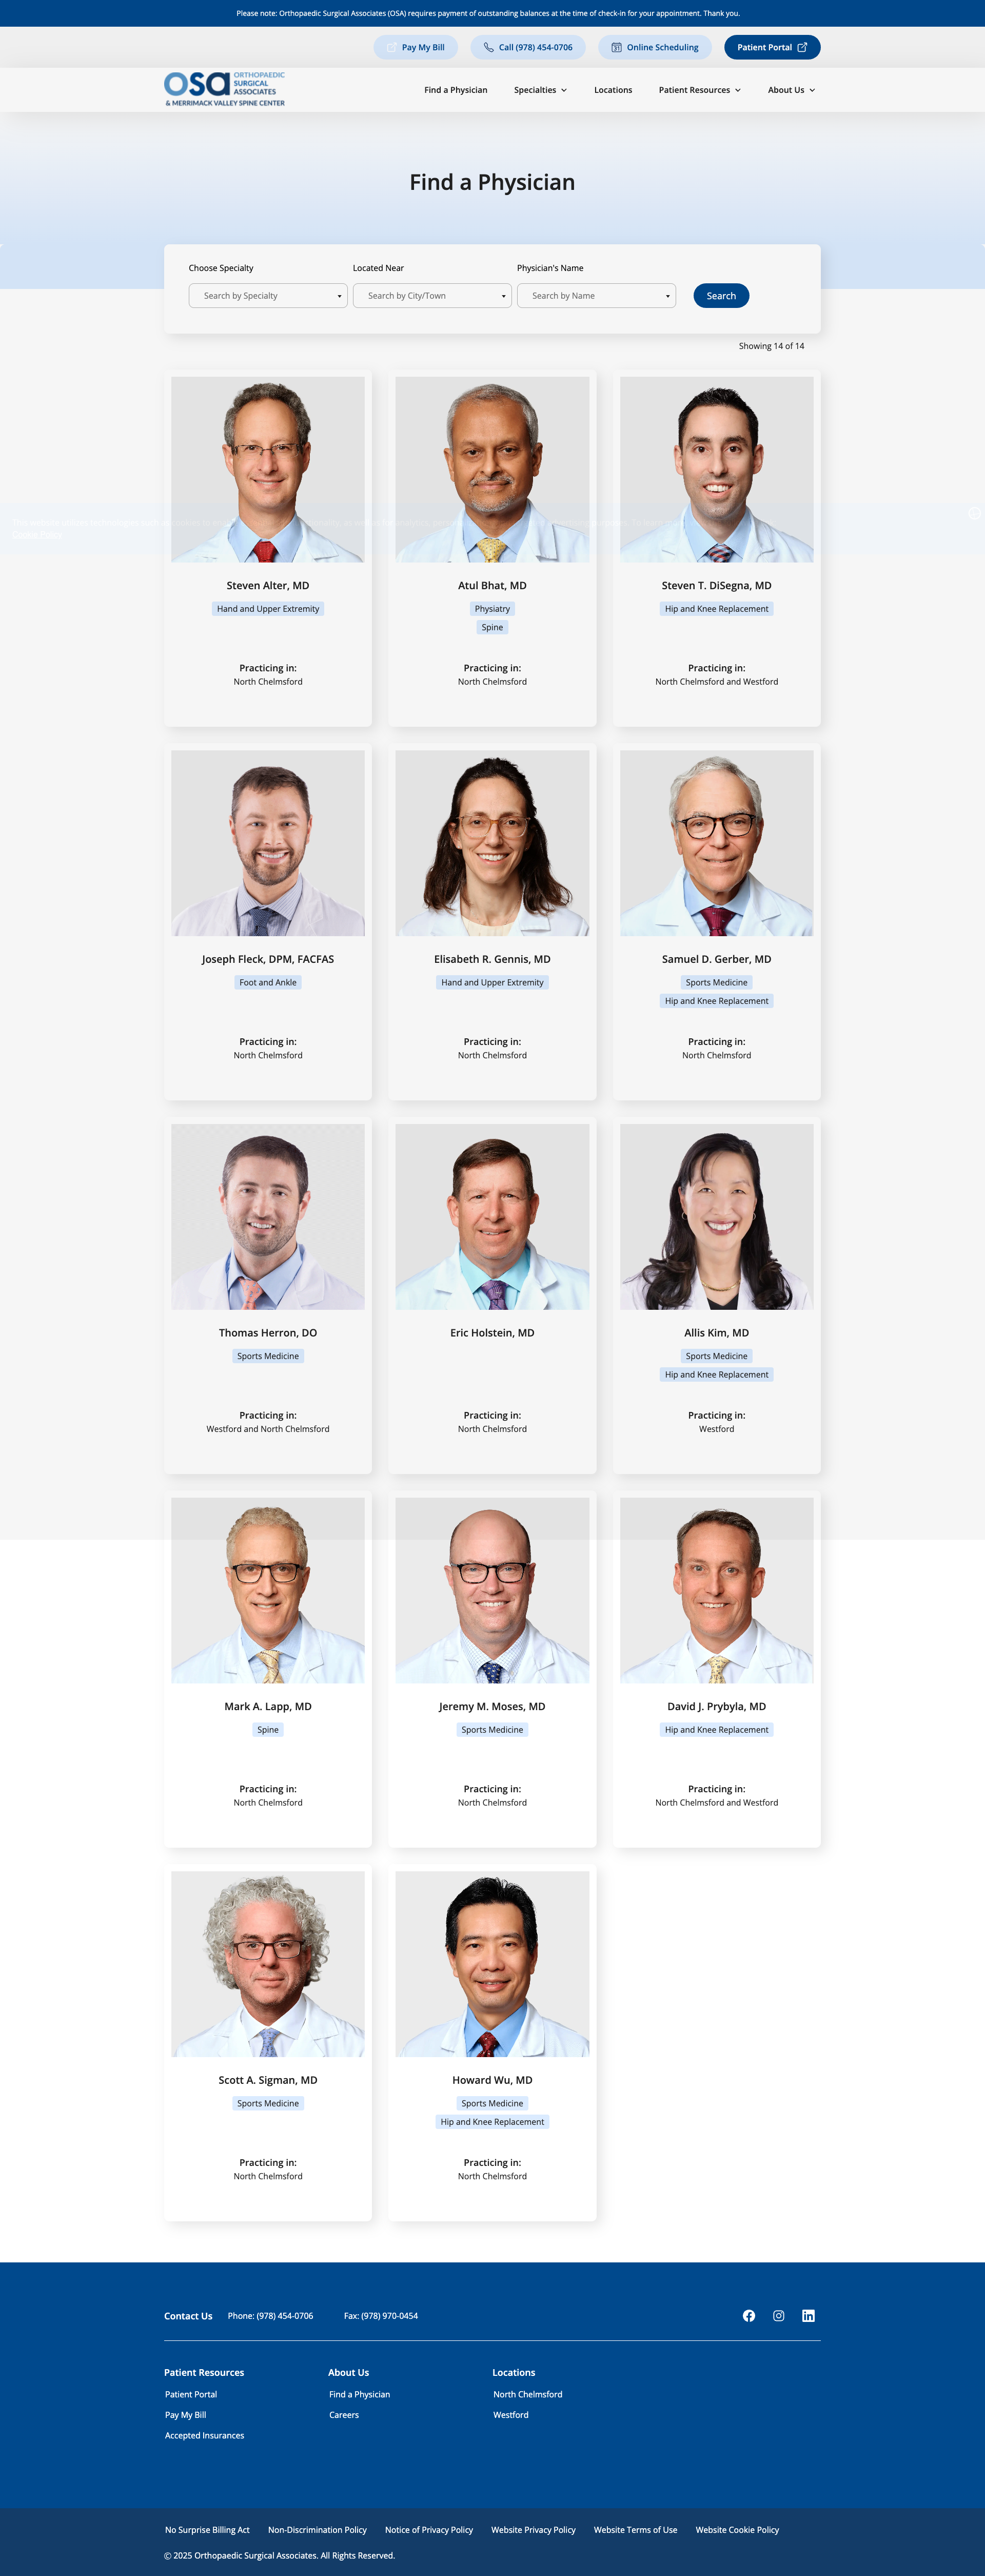 Please note: Orthopaedic Surgical Associates (OSA) requires payment of outstanding balances at the time of check-in for your appointment. Thank you.
Pay My Bill
Call (978) 454-0706
Online Scheduling
Patient Portal
osa ORTHOPAEDIC
SURGICAL
ASSOCIATES
& MERRIMACK VALLEY SPINE CENTER
Find a Physician
Specialties
Locations
Patient Resources
About Us
Find a Physician
Choose Specialty
Located Near
Physician's Name
Search by Specialty
Search by City/Town
Search by Name
Search
Showing 14 of 14
Cookie Policy
Steven Alter, MD
Hand and Upper Extremity
Practicing in:
North Chelmsford
Atul Bhat, MD
Physiatry
Spine
Practicing in:
North Chelmsford
Steven T. DiSegna, MD
Hip and Knee Replacement
Practicing in:
North Chelmsford and Westford
Joseph Fleck, DPM, FACFAS
Foot and Ankle
Practicing in:
North Chelmsford
Elisabeth R. Gennis, MD
Hand and Upper Extremity
Practicing in:
North Chelmsford
Samuel D. Gerber, MD
Sports Medicine
Hip and Knee Replacement
Practicing in:
North Chelmsford
Thomas Herron, DO
Sports Medicine
Practicing in:
Westford and North Chelmsford
Eric Holstein, MD
Practicing in:
North Chelmsford
Allis Kim, MD
Sports Medicine
Hip and Knee Replacement
Practicing in:
Westford
Mark A. Lapp, MD
Spine
Practicing in:
North Chelmsford
Jeremy M. Moses, MD
Sports Medicine
Practicing in:
North Chelmsford
David J. Prybyla, MD
Hip and Knee Replacement
Practicing in:
North Chelmsford and Westford
Scott A. Sigman, MD
Sports Medicine
Practicing in:
North Chelmsford
Howard Wu, MD
Sports Medicine
Hip and Knee Replacement
Practicing in:
North Chelmsford
Contact Us
Phone: (978) 454-0706
Fax: (978) 970-0454
Patient Resources
Patient Portal
Pay My Bill
Accepted Insurances
About Us
Find a Physician
Careers
Locations
North Chelmsford
Westford
No Surprise Billing Act
Non-Discrimination Policy
Notice of Privacy Policy
Website Privacy Policy
Website Terms of Use
Website Cookie Policy
© 2025 Orthopaedic Surgical Associates. All Rights Reserved.